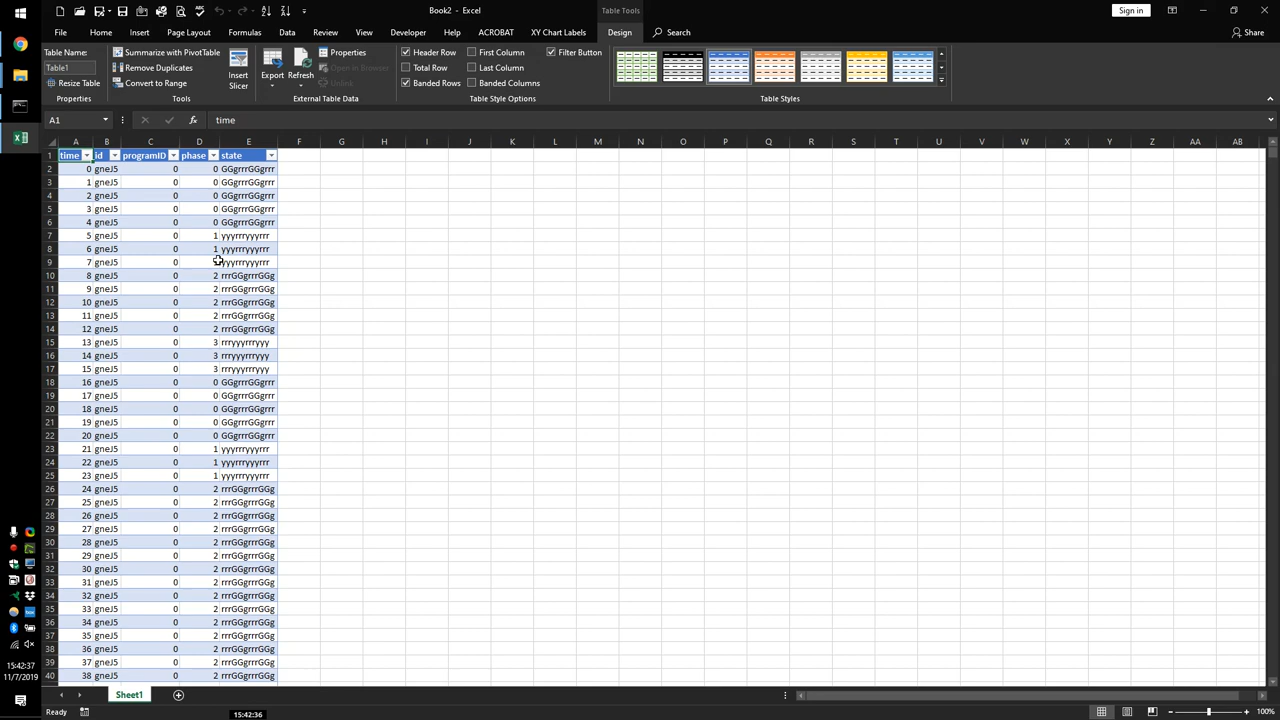 Book2 - Excel
Table Tools
Sign in
File Home Insert Page Layout Formulas Data Review View Developer Help ACROBAT XY Chart Labels Design Search Share
Table Name:
Table1
Resize Table
Properties
Summarize with PivotTable
Remove Duplicates
Convert to Range
Tools
Insert Slicer
Export
Refresh
Properties
Open in Browser
Unlink
External Table Data
Header Row First Column Filter Button
Total Row Last Column
Banded Rows Banded Columns
Table Style Options
Table Styles
A1 fx time
A B C D E F G H I J K L M N O P Q R S T U V W X Y Z AA AB
1 time id programID phase state
2 0 gneJ5 0 0 GGgrrrGGgrrr
3 1 gneJ5 0 0 GGgrrrGGgrrr
4 2 gneJ5 0 0 GGgrrrGGgrrr
5 3 gneJ5 0 0 GGgrrrGGgrrr
6 4 gneJ5 0 0 GGgrrrGGgrrr
7 5 gneJ5 0 1 yyyrrryyyrrr
8 6 gneJ5 0 1 yyyrrryyyrrr
9 7 gneJ5 0 yyyrrryyyrrr
10 8 gneJ5 0 2 rrrGGgrrrGGg
11 9 gneJ5 0 2 rrrGGgrrrGGg
12 10 gneJ5 0 2 rrrGGgrrrGGg
13 11 gneJ5 0 2 rrrGGgrrrGGg
14 12 gneJ5 0 2 rrrGGgrrrGGg
15 13 gneJ5 0 3 rrryyyrrryyy
16 14 gneJ5 0 3 rrryyyrrryyy
17 15 gneJ5 0 3 rrryyyrrryyy
18 16 gneJ5 0 0 GGgrrrGGgrrr
19 17 gneJ5 0 0 GGgrrrGGgrrr
20 18 gneJ5 0 0 GGgrrrGGgrrr
21 19 gneJ5 0 0 GGgrrrGGgrrr
22 20 gneJ5 0 0 GGgrrrGGgrrr
23 21 gneJ5 0 1 yyyrrryyyrrr
24 22 gneJ5 0 1 yyyrrryyyrrr
25 23 gneJ5 0 1 yyyrrryyyrrr
26 24 gneJ5 0 2 rrrGGgrrrGGg
27 25 gneJ5 0 2 rrrGGgrrrGGg
28 26 gneJ5 0 2 rrrGGgrrrGGg
29 27 gneJ5 0 2 rrrGGgrrrGGg
30 28 gneJ5 0 2 rrrGGgrrrGGg
31 29 gneJ5 0 2 rrrGGgrrrGGg
32 30 gneJ5 0 2 rrrGGgrrrGGg
33 31 gneJ5 0 2 rrrGGgrrrGGg
34 32 gneJ5 0 2 rrrGGgrrrGGg
35 33 gneJ5 0 2 rrrGGgrrrGGg
36 34 gneJ5 0 2 rrrGGgrrrGGg
37 35 gneJ5 0 2 rrrGGgrrrGGg
38 36 gneJ5 0 2 rrrGGgrrrGGg
39 37 gneJ5 0 2 rrrGGgrrrGGg
40 38 gneJ5 0 2 rrrGGgrrrGGg
15:42:37
11/7/2019
Sheet1
Ready
15:42:36
100%